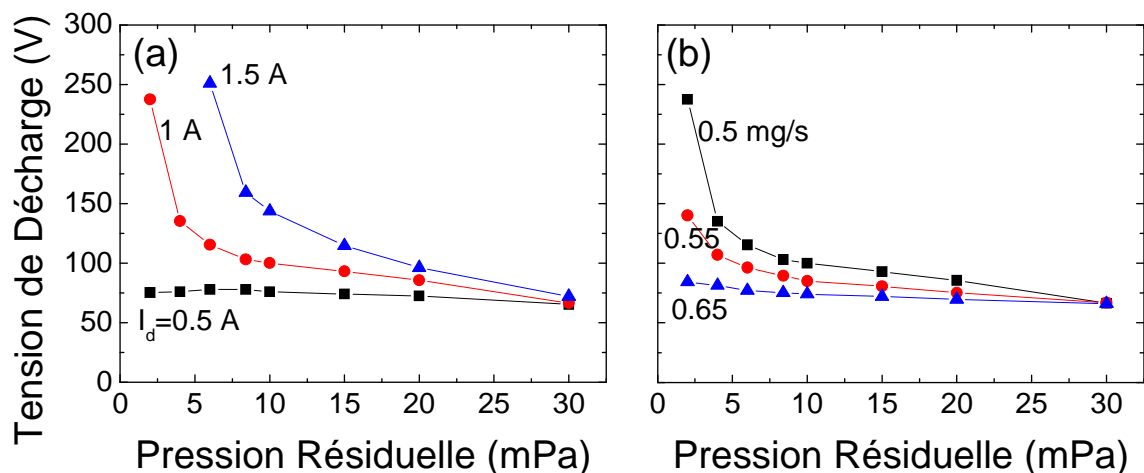 Tension de Décharge (V)
300
250
200
150
100
50
0
(a)
1.5 A
1 A
I_d=0.5 A
0 5 10 15 20 25 30
Pression Résiduelle (mPa)
(b)
0.5 mg/s
0.55
0.65
0 5 10 15 20 25 30
Pression Résiduelle (mPa)